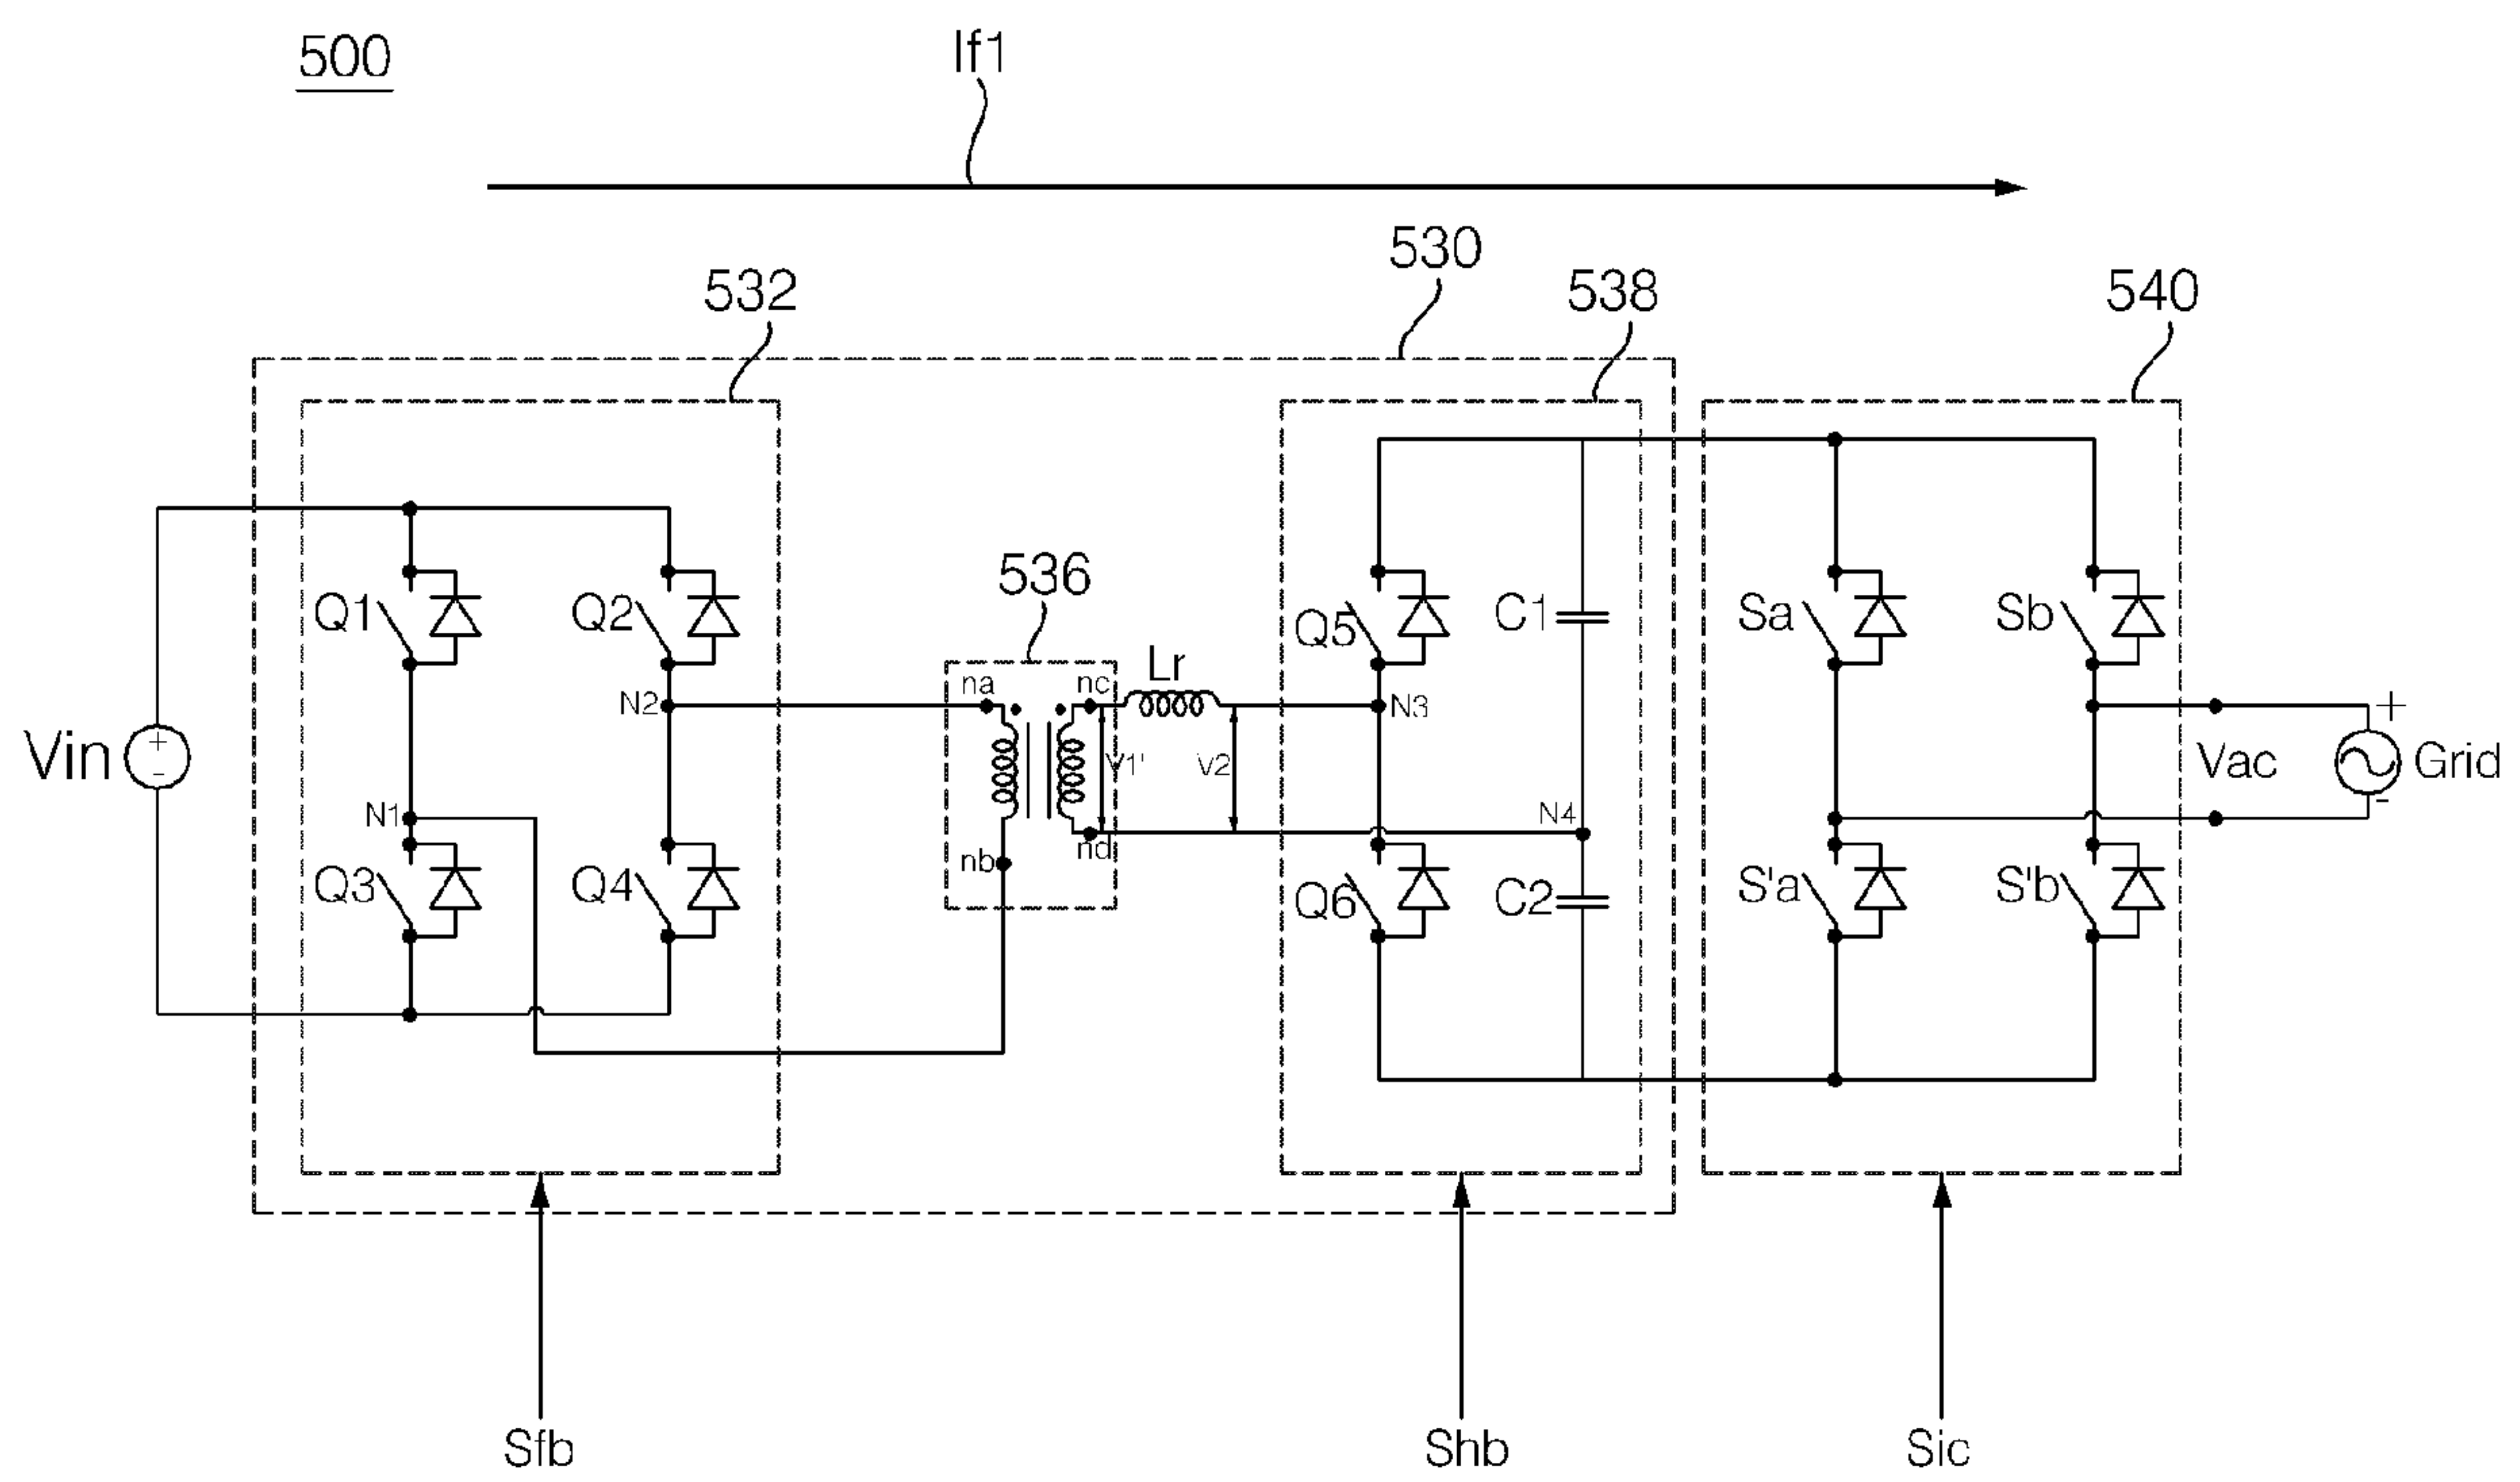 500
If1
530
532
538
540
536
Q1
Q2
na
nc
Lr
Q5
C1
Sa
Sb
N2
N3
+
Vin
+
-
V1'
V2
Vac
Grid
N1
N4
-
nb
nd
Q3
Q4
Q6
C2
S'a
S'b
Sfb
Shb
Sic